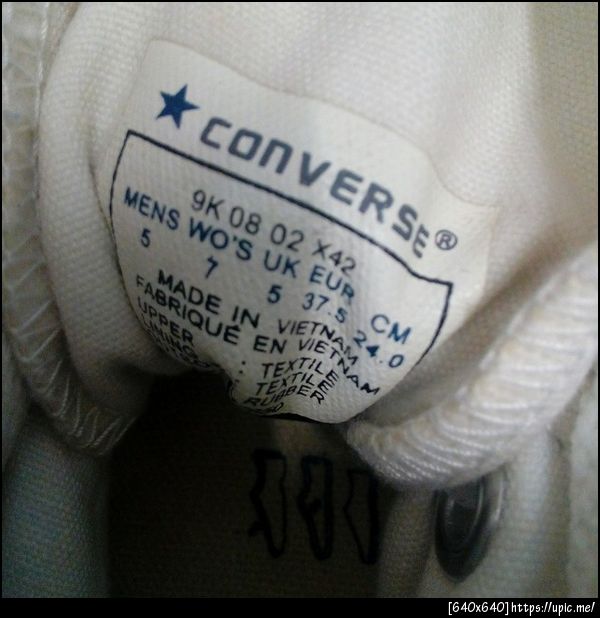 ★ CONVERSE®
9K 08 02 X42
MENS WO'S UK EUR CM
5 7 5 37.5 24.0
MADE IN VIETNAM
FABRIQUÉ EN VIETNAM
UPPER : TEXTILE
TEXTILE
RUBBER
[640x640]https://upic.me/